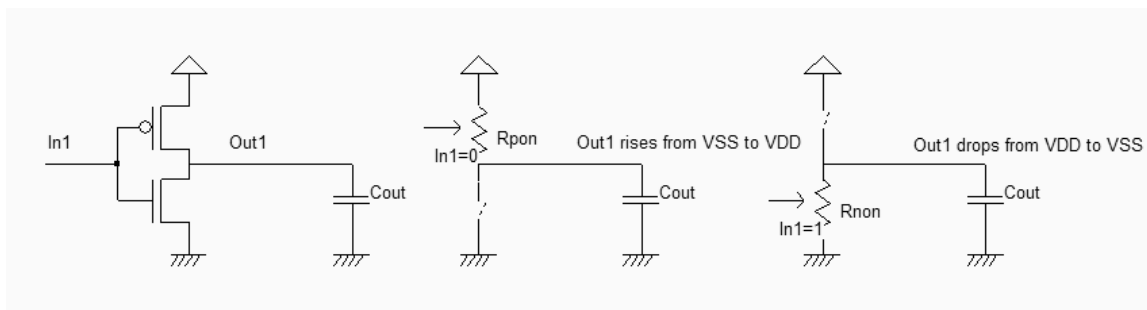 In1
Out1
Cout
Rpon
In1=0
Out1 rises from VSS to VDD
Cout
Out1 drops from VDD to VSS
Rnon
In1=1
Cout